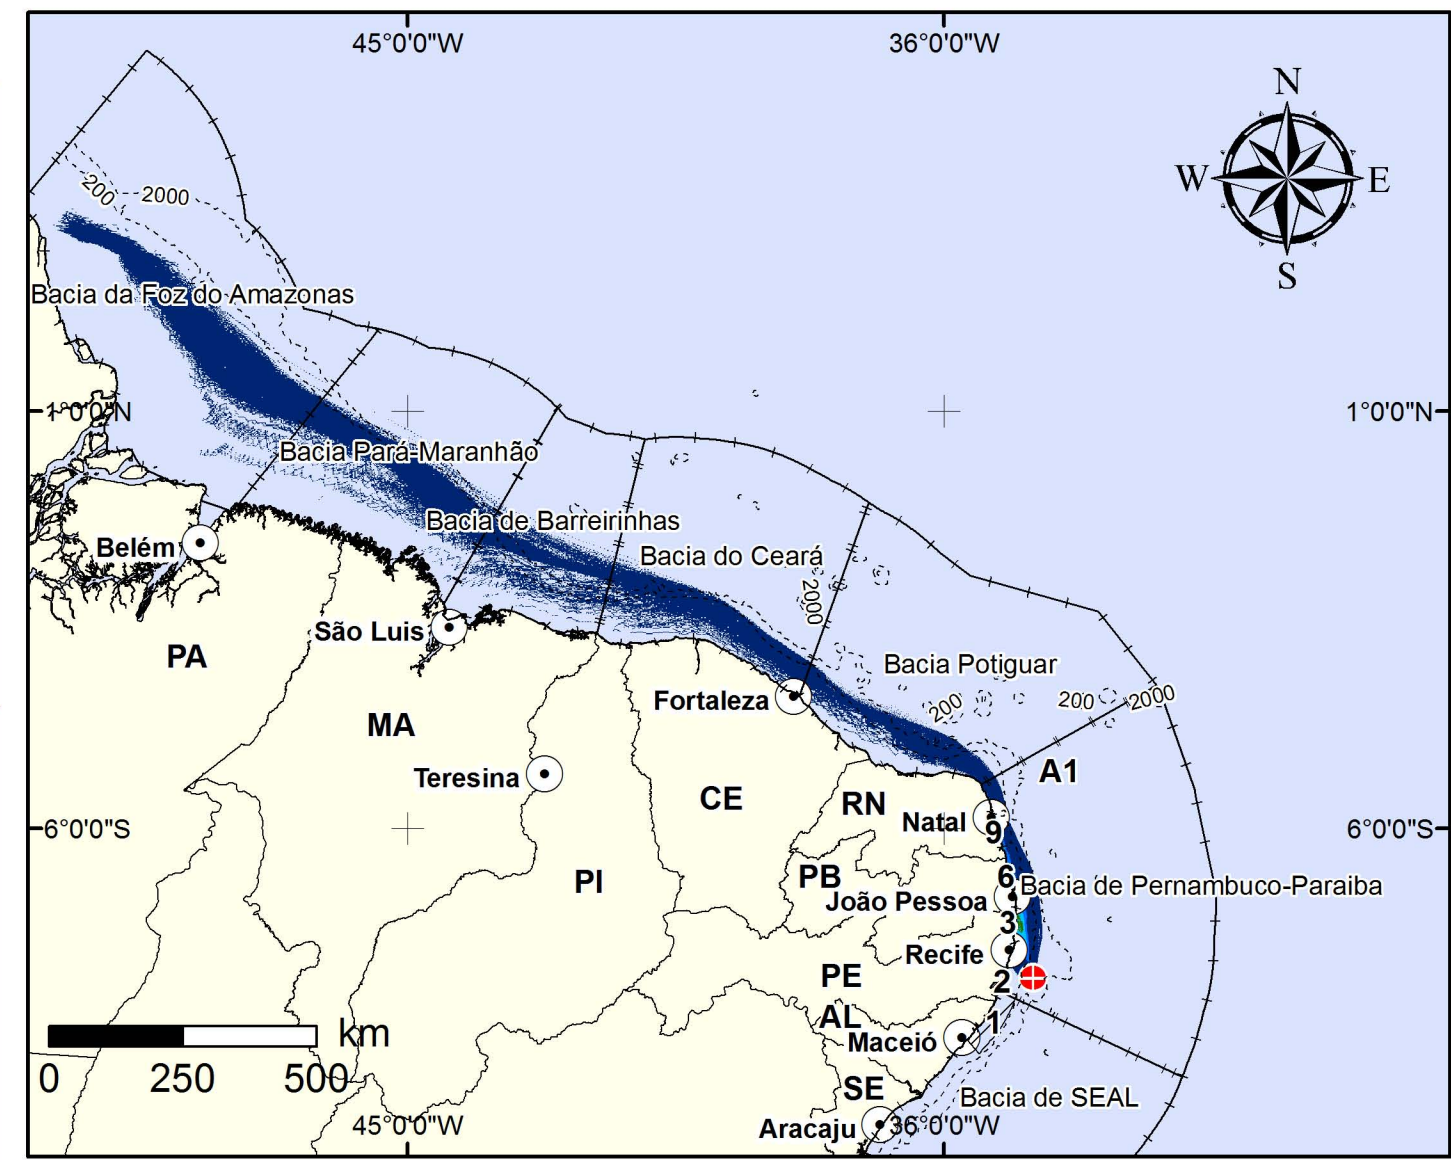 45°0'0"W
36°0'0"W
N
W
E
S
200
2000
Bacia da Foz do Amazonas
1°0'0"N
1°0'0"N
Bacia Pará-Maranhão
Bacia de Barreirinhas
Belém
Bacia do Ceará
2000
São Luis
PA
Bacia Potiguar
Fortaleza
200
200
2000
MA
Teresina
A1
CE
RN
Natal
9
6°0'0"S
6°0'0"S
PI
PB
6
Bacia de Pernambuco-Paraiba
João Pessoa
3
Recife
PE
2
AL
1
km
Maceió
0
250
500
SE
Bacia de SEAL
45°0'0"W
Aracaju
36°0'0"W